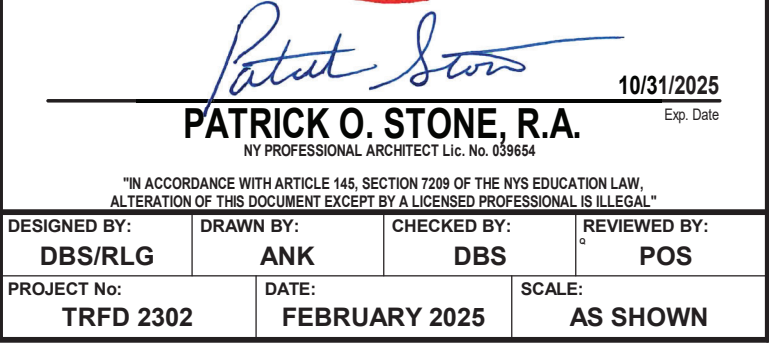 Patrick Stone
10/31/2025
PATRICK O. STONE, R.A.
Exp. Date
NY PROFESSIONAL ARCHITECT Lic. No. 039654
"IN ACCORDANCE WITH ARTICLE 145, SECTION 7209 OF THE NYS EDUCATION LAW,
ALTERATION OF THIS DOCUMENT EXCEPT BY A LICENSED PROFESSIONAL IS ILLEGAL"
DESIGNED BY: DRAWN BY: CHECKED BY: REVIEWED BY:
Q
DBS/RLG ANK DBS POS
PROJECT No: DATE: SCALE:
TRFD 2302 FEBRUARY 2025 AS SHOWN